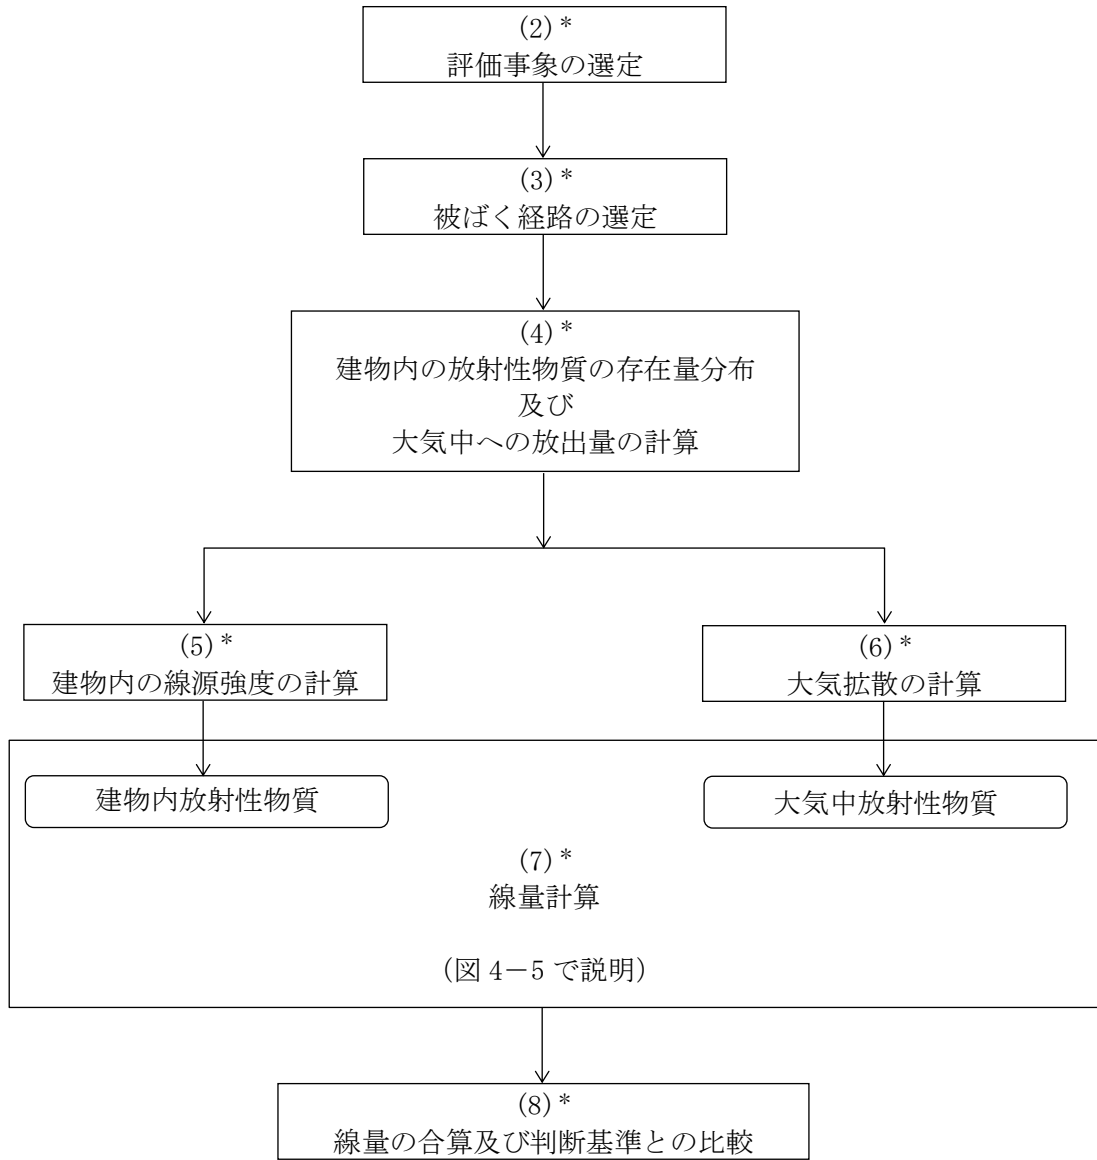 (2)*
評価事象の選定
(3)*
被ばく経路の選定
(4)*
建物内の放射性物質の存在量分布
及び
大気中への放出量の計算
(5)*
建物内の線源強度の計算
(6)*
大気拡散の計算
建物内放射性物質
大気中放射性物質
(7)*
線量計算
(図 4-5 で説明)
(8)*
線量の合算及び判断基準との比較